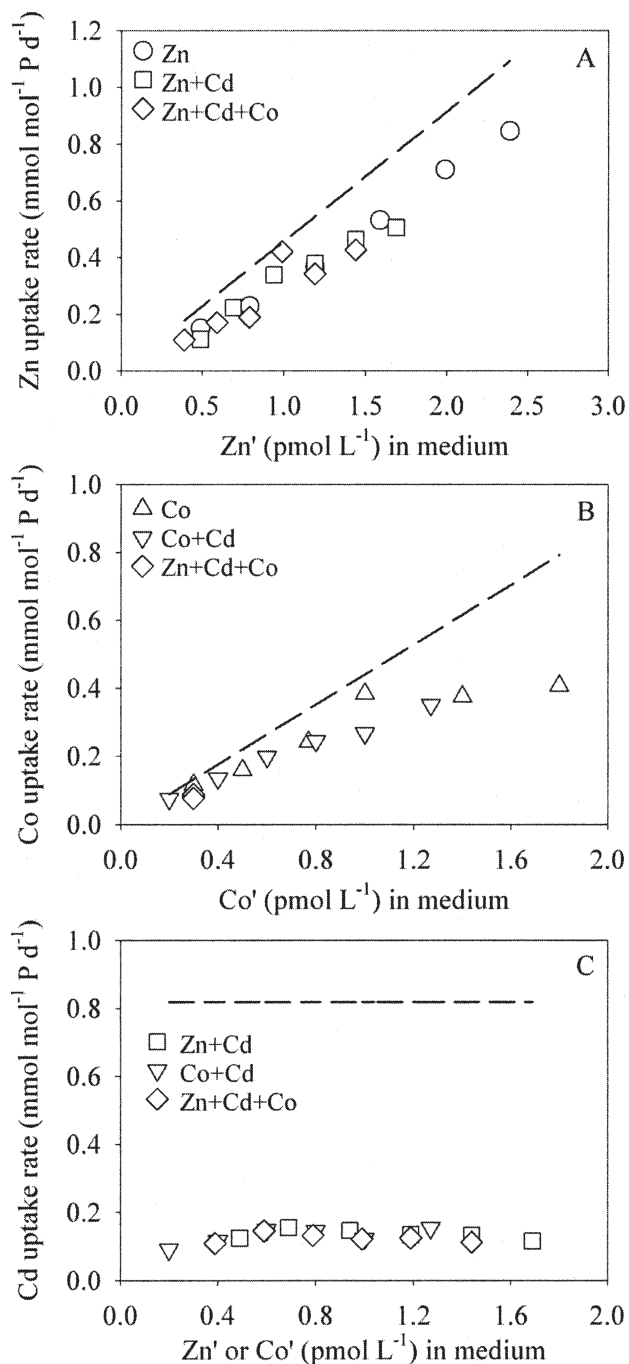 A
Zn
Zn+Cd
Zn+Cd+Co
Zn uptake rate (mmol mol⁻¹ P d⁻¹)
1.2
1.0
0.8
0.6
0.4
0.2
0.0
0.0 0.5 1.0 1.5 2.0 2.5 3.0
Zn' (pmol L⁻¹) in medium
B
Co
Co+Cd
Zn+Cd+Co
Co uptake rate (mmol mol⁻¹ P d⁻¹)
1.0
0.8
0.6
0.4
0.2
0.0
0.0 0.4 0.8 1.2 1.6 2.0
Co' (pmol L⁻¹) in medium
C
Zn+Cd
Co+Cd
Zn+Cd+Co
Cd uptake rate (mmol mol⁻¹ P d⁻¹)
1.0
0.8
0.6
0.4
0.2
0.0
0.0 0.4 0.8 1.2 1.6 2.0
Zn' or Co' (pmol L⁻¹) in medium